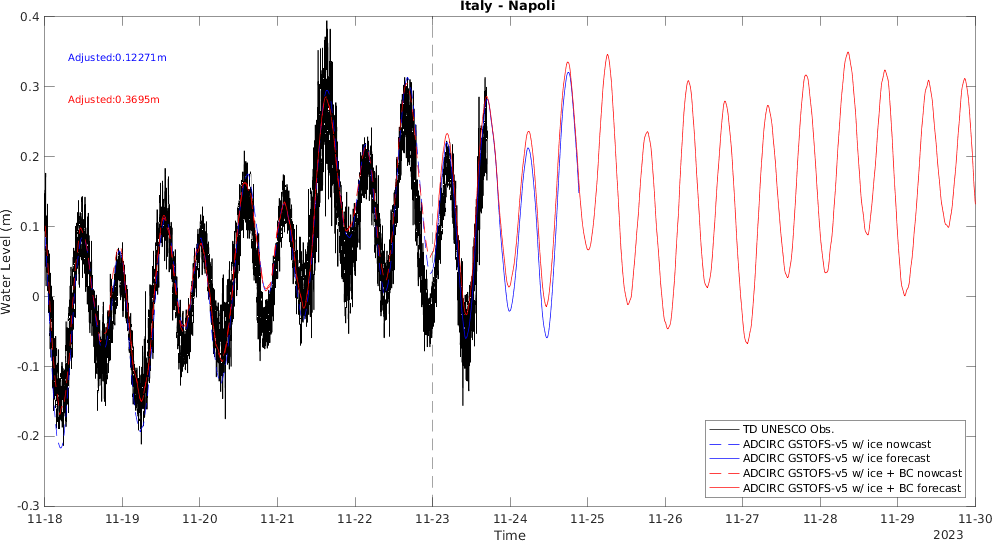 Italy - Napoli
Adjusted:0.12271m
Adjusted:0.3695m
Water Level (m)
0.4
0.3
0.2
0.1
0
-0.1
-0.2
-0.3
11-18 11-19 11-20 11-21 11-22 11-23 11-24 11-25 11-26 11-27 11-28 11-29 11-30
Time
2023
TD UNESCO Obs.
ADCIRC GSTOFS-v5 w/ ice nowcast
ADCIRC GSTOFS-v5 w/ ice forecast
ADCIRC GSTOFS-v5 w/ ice + BC nowcast
ADCIRC GSTOFS-v5 w/ ice + BC forecast